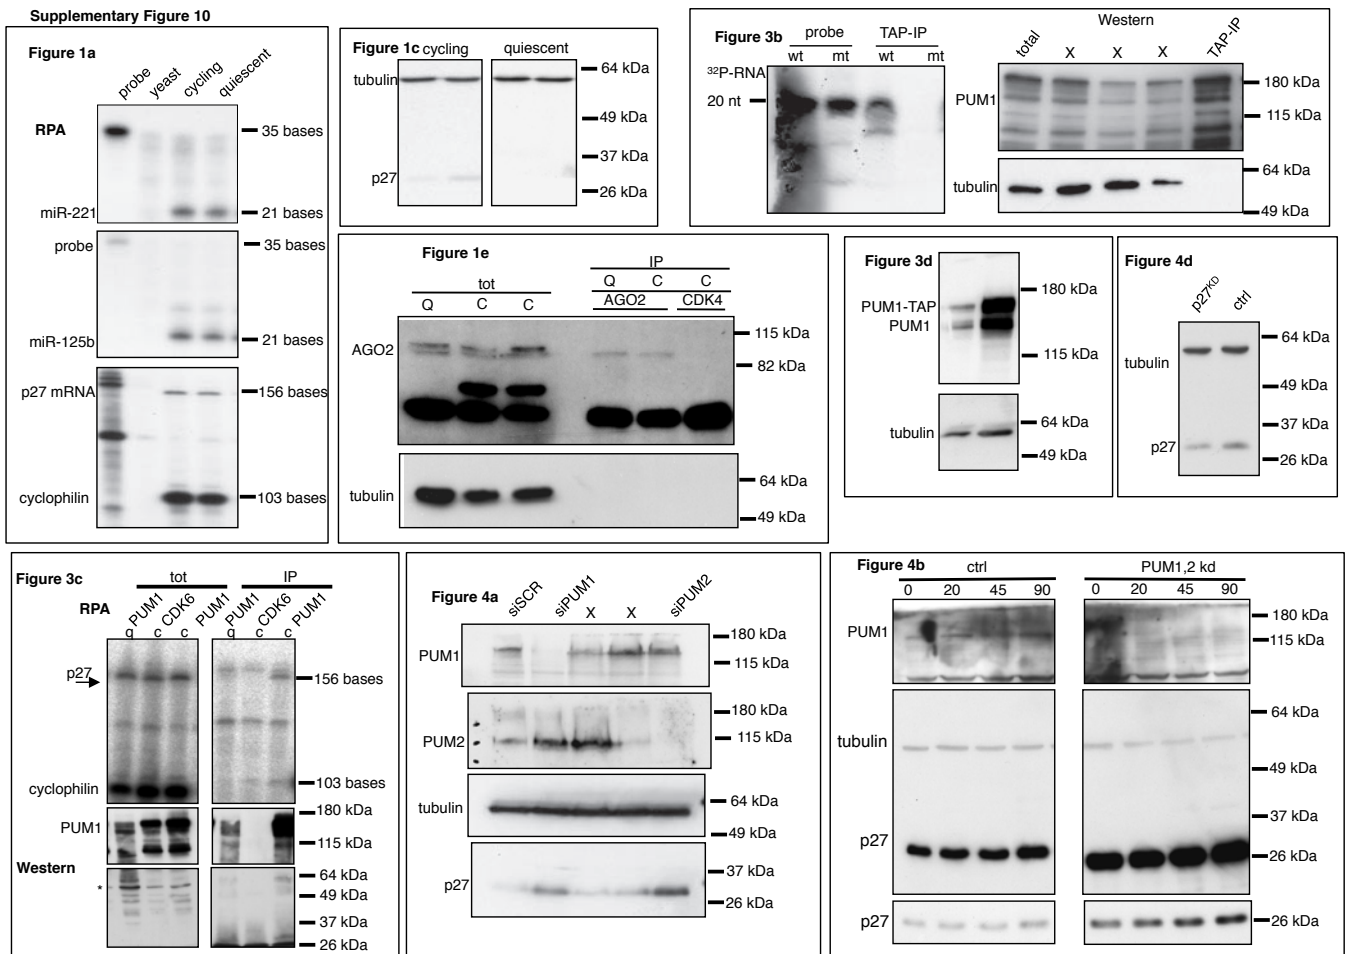 Supplementary Figure 10
Figure 1a
probe
yeast
cycling
quiescent
RPA
35 bases
miR-221
21 bases
probe
35 bases
miR-125b
21 bases
p27 mRNA
156 bases
cyclophilin
103 bases
Figure 1c
cycling
quiescent
tubulin
64 kDa
49 kDa
37 kDa
p27
26 kDa
Figure 3b
probe
TAP-IP
wt
mt
wt
mt
32P-RNA
20 nt
Western
total
X
X
X
TAP-IP
PUM1
180 kDa
115 kDa
tubulin
64 kDa
49 kDa
Figure 1e
tot
IP
Q
C
C
Q
C
C
AGO2
CDK4
AGO2
115 kDa
82 kDa
tubulin
64 kDa
49 kDa
Figure 3d
180 kDa
PUM1-TAP
PUM1
115 kDa
tubulin
64 kDa
49 kDa
Figure 4d
p27KD
ctrl
tubulin
64 kDa
49 kDa
37 kDa
p27
26 kDa
Figure 3c
tot
IP
RPA
PUM1
CDK6
PUM1
PUM1
CDK6
PUM1
q
c
c
q
c
c
p27
156 bases
cyclophilin
103 bases
PUM1
180 kDa
115 kDa
Western
*
64 kDa
49 kDa
37 kDa
26 kDa
Figure 4a
siSCR
siPUM1
X
X
siPUM2
PUM1
180 kDa
115 kDa
PUM2
180 kDa
115 kDa
tubulin
64 kDa
49 kDa
p27
37 kDa
26 kDa
Figure 4b
ctrl
PUM1,2 kd
0
20
45
90
0
20
45
90
PUM1
180 kDa
115 kDa
tubulin
64 kDa
49 kDa
37 kDa
p27
26 kDa
p27
26 kDa